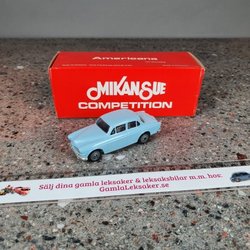 Americana
MIKANSUE
COMPETITION
Sälj dina gamla leksaker & leksaksbilar m.m. hos:
GamlaLeksaker.se